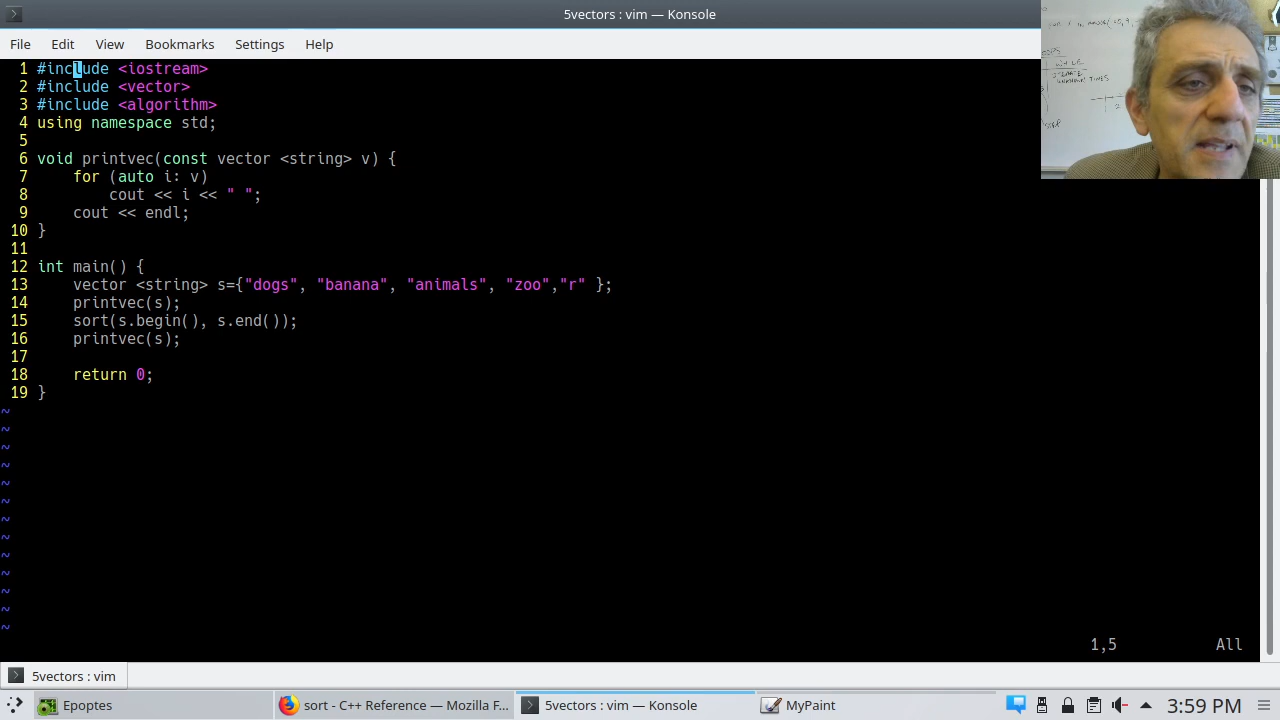 5vectors : vim — Konsole
File Edit View Bookmarks Settings Help
1 #include <iostream>
2 #include <vector>
3 #include <algorithm>
4 using namespace std;
5
6 void printvec(const vector <string> v) {
7     for (auto i: v)
8         cout << i << " ";
9     cout << endl;
10 }
11
12 int main() {
13     vector <string> s={"dogs", "banana", "animals", "zoo","r" };
14     printvec(s);
15     sort(s.begin(), s.end());
16     printvec(s);
17
18     return 0;
19 }
~
~
~
~
~
~
~
~
~
~
~
~
~
1,5 All
5vectors : vim
Epoptes
sort - C++ Reference — Mozilla F...
5vectors : vim — Konsole
MyPaint
3:59 PM